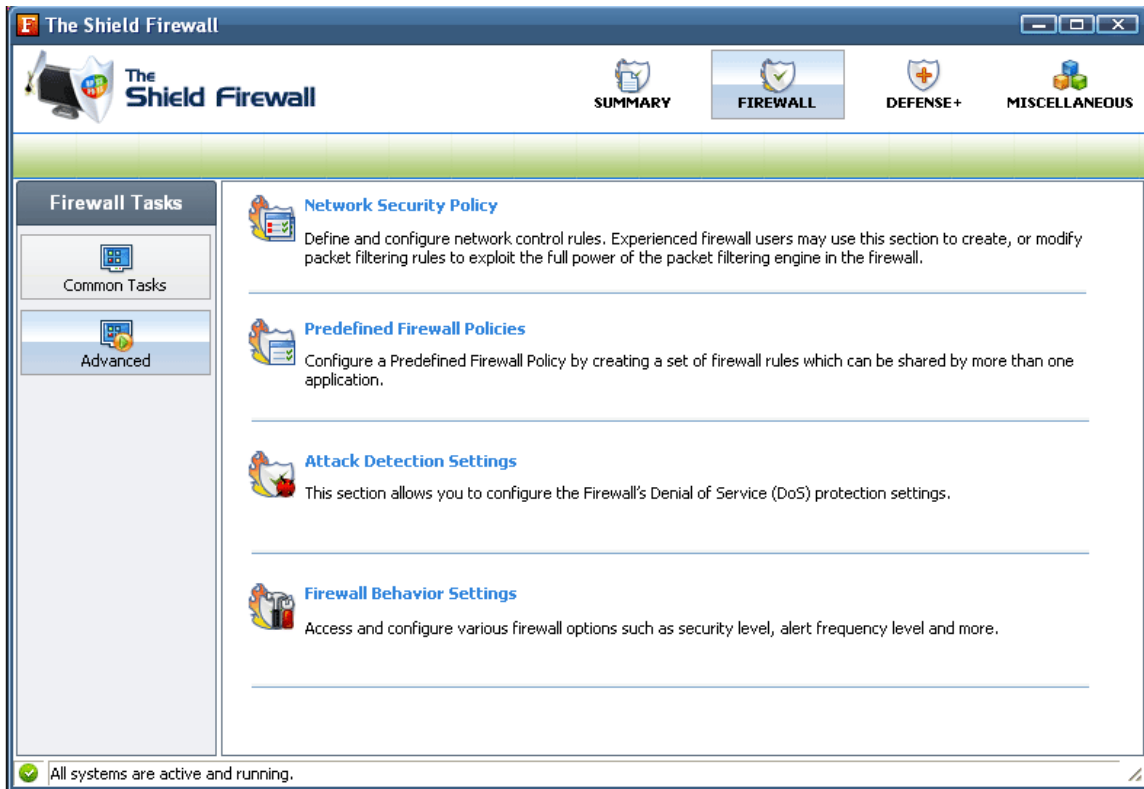 The Shield Firewall
The
Shield Firewall
SUMMARY
FIREWALL
DEFENSE+
MISCELLANEOUS
Firewall Tasks
Common Tasks
Advanced
Network Security Policy
Define and configure network control rules. Experienced firewall users may use this section to create, or modify
packet filtering rules to exploit the full power of the packet filtering engine in the firewall.
Predefined Firewall Policies
Configure a Predefined Firewall Policy by creating a set of firewall rules which can be shared by more than one
application.
Attack Detection Settings
This section allows you to configure the Firewall's Denial of Service (DoS) protection settings.
Firewall Behavior Settings
Access and configure various firewall options such as security level, alert frequency level and more.
All systems are active and running.